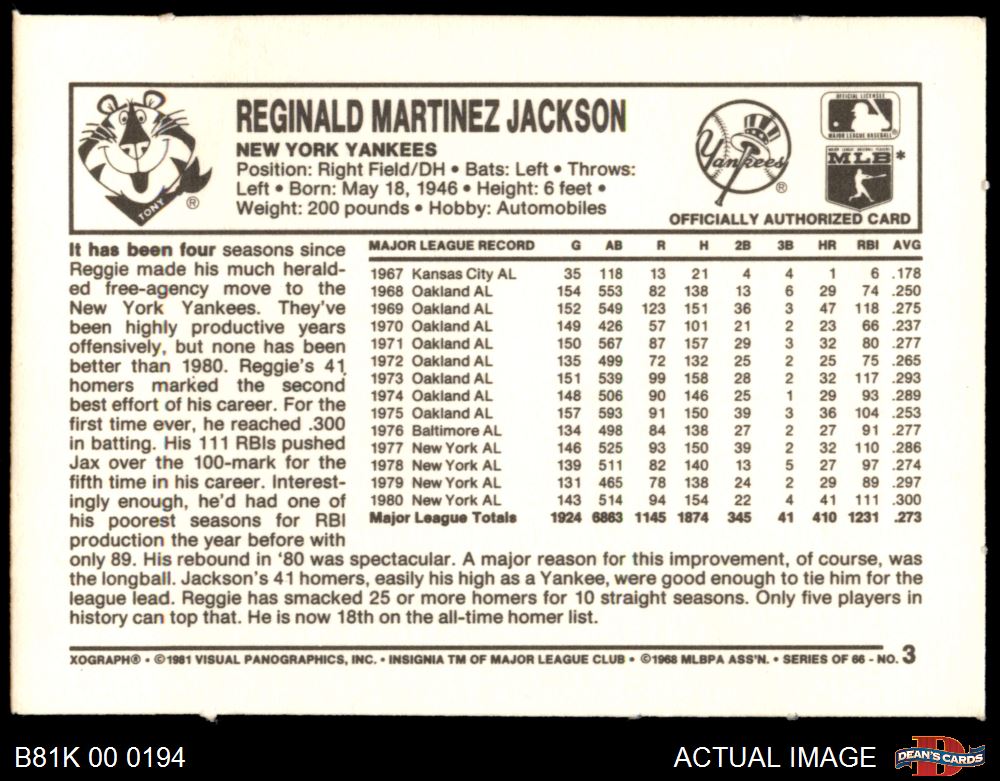 TONY
®
REGINALD MARTINEZ JACKSON
NEW YORK YANKEES
Position: Right Field/DH • Bats: Left • Throws:
Left • Born: May 18, 1946 • Height: 6 feet •
Weight: 200 pounds • Hobby: Automobiles
Yankees
®
OFFICIAL LICENSEE
MAJOR LEAGUE BASEBALL®
MLB*
OFFICIALLY AUTHORIZED CARD
It has been four seasons since
Reggie made his much herald-
ed free-agency move to the
New York Yankees. They've
been highly productive years
offensively, but none has been
better than 1980. Reggie's 41
homers marked the second
best effort of his career. For the
first time ever, he reached .300
in batting. His 111 RBIs pushed
Jax over the 100-mark for the
fifth time in his career. Interest-
ingly enough, he'd had one of
his poorest seasons for RBI
production the year before with
only 89. His rebound in '80 was spectacular. A major reason for this improvement, of course, was
the longball. Jackson's 41 homers, easily his high as a Yankee, were good enough to tie him for the
league lead. Reggie has smacked 25 or more homers for 10 straight seasons. Only five players in
history can top that. He is now 18th on the all-time homer list.
MAJOR LEAGUE RECORD G AB R H 2B 3B HR RBI AVG
1967 Kansas City AL 35 118 13 21 4 4 1 6 .178
1968 Oakland AL 154 553 82 138 13 6 29 74 .250
1969 Oakland AL 152 549 123 151 36 3 47 118 .275
1970 Oakland AL 149 426 57 101 21 2 23 66 .237
1971 Oakland AL 150 567 87 157 29 3 32 80 .277
1972 Oakland AL 135 499 72 132 25 2 25 75 .265
1973 Oakland AL 151 539 99 158 28 2 32 117 .293
1974 Oakland AL 148 506 90 146 25 1 29 93 .289
1975 Oakland AL 157 593 91 150 39 3 36 104 .253
1976 Baltimore AL 134 498 84 138 27 2 27 91 .277
1977 New York AL 146 525 93 150 39 2 32 110 .286
1978 New York AL 139 511 82 140 13 5 27 97 .274
1979 New York AL 131 465 78 138 24 2 29 89 .297
1980 New York AL 143 514 94 154 22 4 41 111 .300
Major League Totals 1924 6863 1145 1874 345 41 410 1231 .273
XOGRAPH® • ©1981 VISUAL PANOGRAPHICS, INC. • INSIGNIA TM OF MAJOR LEAGUE CLUB • ©1968 MLBPA ASS'N. • SERIES OF 66 - NO. 3
B81K 00 0194
ACTUAL IMAGE
DEAN'S CARDS